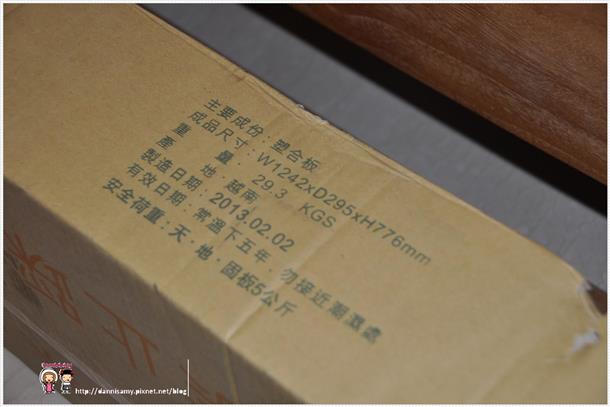 主要成份：塑合板
成品尺寸：W1242xD295xH776mm
重　量：29.3 KGS
產　地：越南
製造日期：2013.02.02
有效日期：常溫下五年．勿接近潮濕處
安全荷重：天．地．固板5公斤
http://dannisamy.pixnet.net/blog